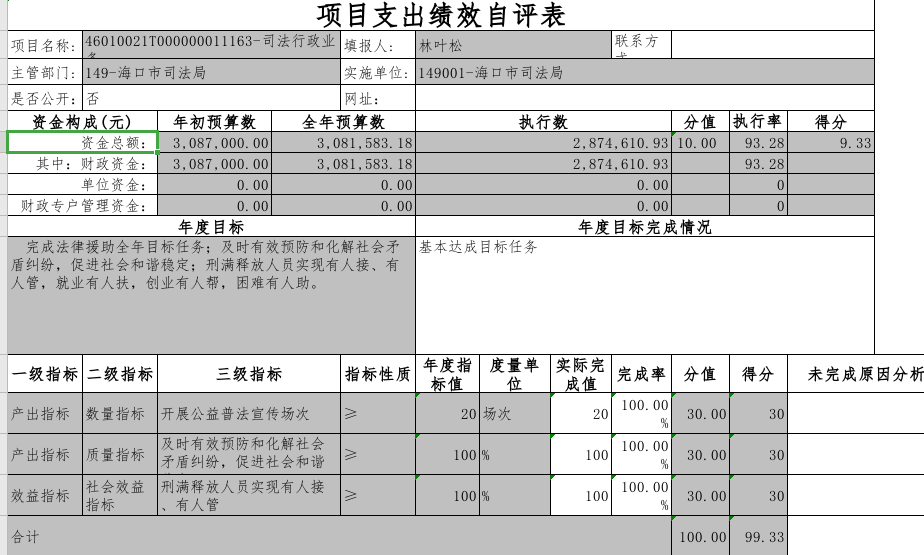 项目支出绩效自评表
项目名称： 46010021T000000011163-司法行政业 填报人： 林叶松 联系方
主管部门： 149-海口市司法局 实施单位： 149001-海口市司法局
是否公开： 否 网址：
资金构成(元) 年初预算数 全年预算数 执行数 分值 执行率 得分
资金总额： 3,087,000.00 3,081,583.18 2,874,610.93 10.00 93.28 9.33
其中：财政资金： 3,087,000.00 3,081,583.18 2,874,610.93 93.28
单位资金： 0.00 0.00 0.00 0
财政专户管理资金： 0.00 0.00 0.00 0
年度目标 年度目标完成情况
完成法律援助全年目标任务；及时有效预防和化解社会矛 基本达成目标任务
盾纠纷，促进社会和谐稳定；刑满释放人员实现有人接、有
人管，就业有人扶，创业有人帮，困难有人助。
一级指标 二级指标 三级指标 指标性质 年度指 度量单 实际完 完成率 分值 得分 未完成原因分析
标值 位 成值
产出指标 数量指标 开展公益普法宣传场次 ≥ 20 场次 20 100.00 30.00 30
%
产出指标 质量指标 及时有效预防和化解社会 ≥ 100 % 100 100.00 30.00 30
矛盾纠纷，促进社会和谐 %
效益指标 社会效益 刑满释放人员实现有人接 ≥ 100 % 100 100.00 30.00 30
指标 、有人管 %
合计 100.00 99.33